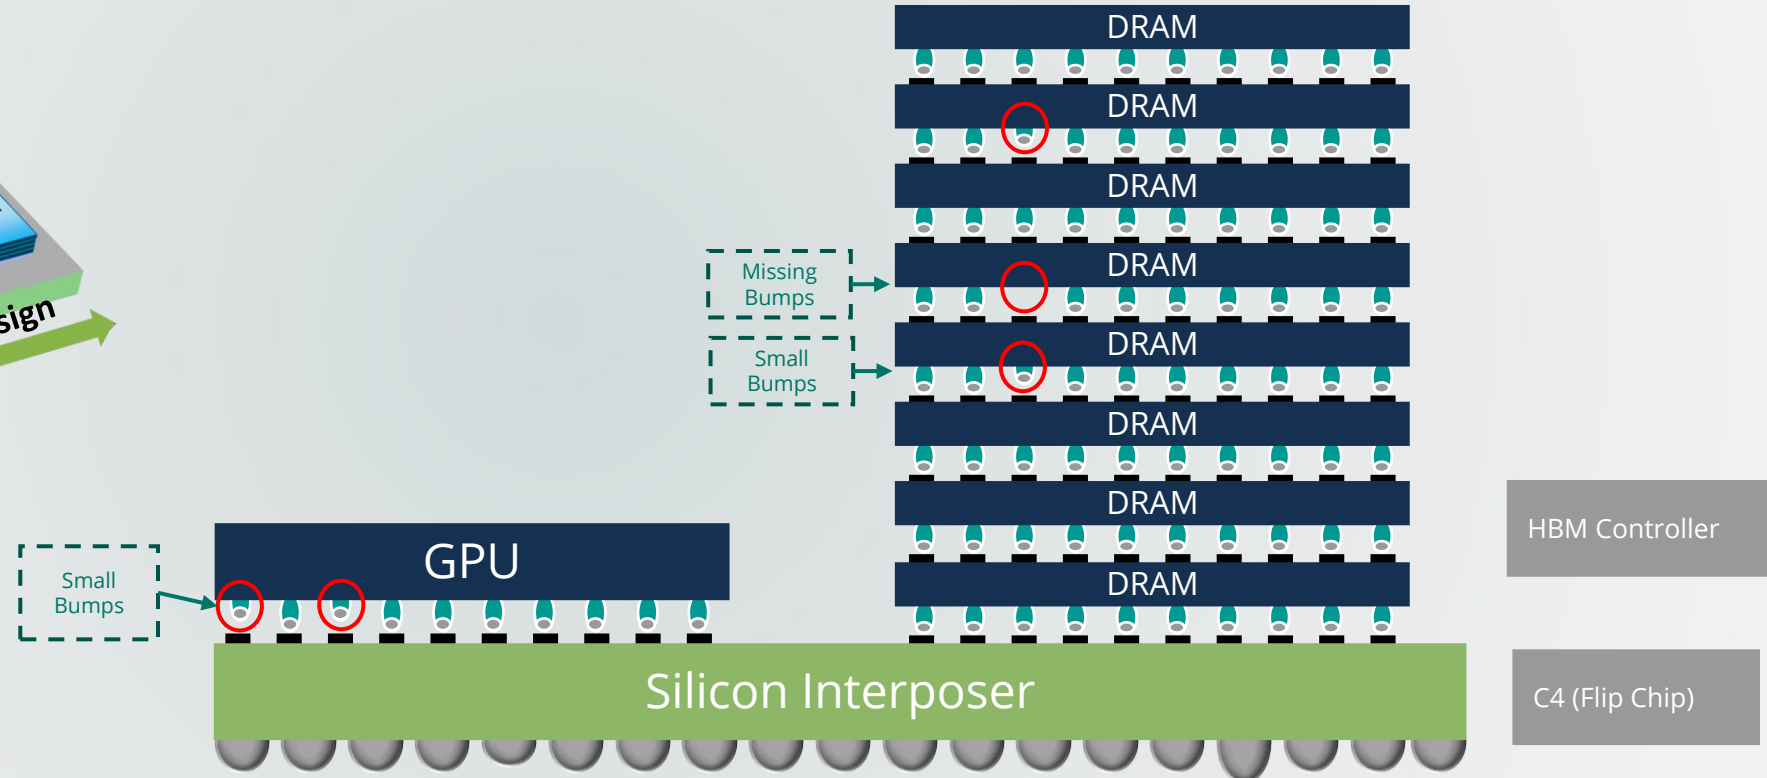 DRAM
DRAM
DRAM
DRAM
Missing
Bumps
DRAM
Small
Bumps
DRAM
DRAM
DRAM
HBM Controller
GPU
Small
Bumps
Silicon Interposer
C4 (Flip Chip)
sign